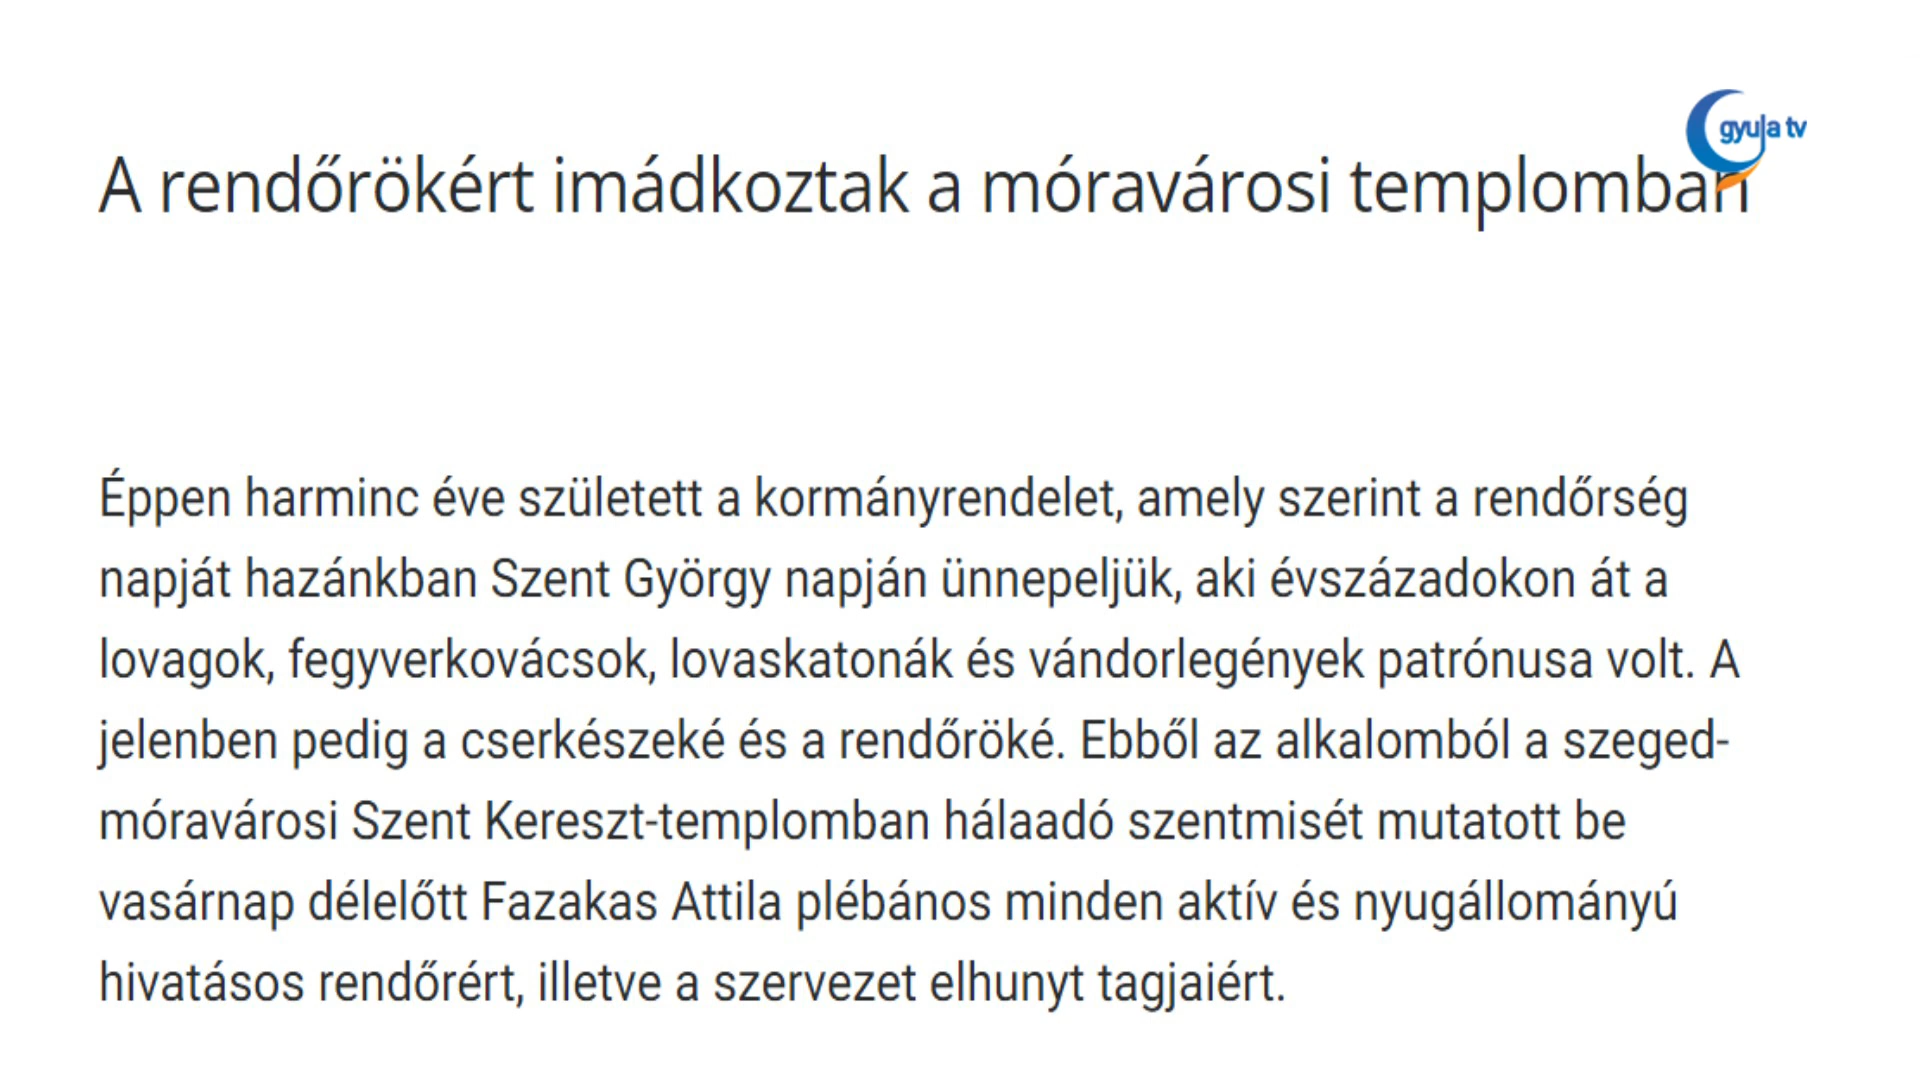 gyula tv
A rendőrökért imádkoztak a móravárosi templomban
Éppen harminc éve született a kormányrendelet, amely szerint a rendőrség
napját hazánkban Szent György napján ünnepeljük, aki évszázadokon át a
lovagok, fegyverkovácsok, lovaskatonák és vándorlegények patrónusa volt. A
jelenben pedig a cserkészeké és a rendőröké. Ebből az alkalomból a szeged-
móravárosi Szent Kereszt-templomban hálaadó szentmisét mutatott be
vasárnap délelőtt Fazakas Attila plébános minden aktív és nyugállományú
hivatásos rendőrért, illetve a szervezet elhunyt tagjaiért.